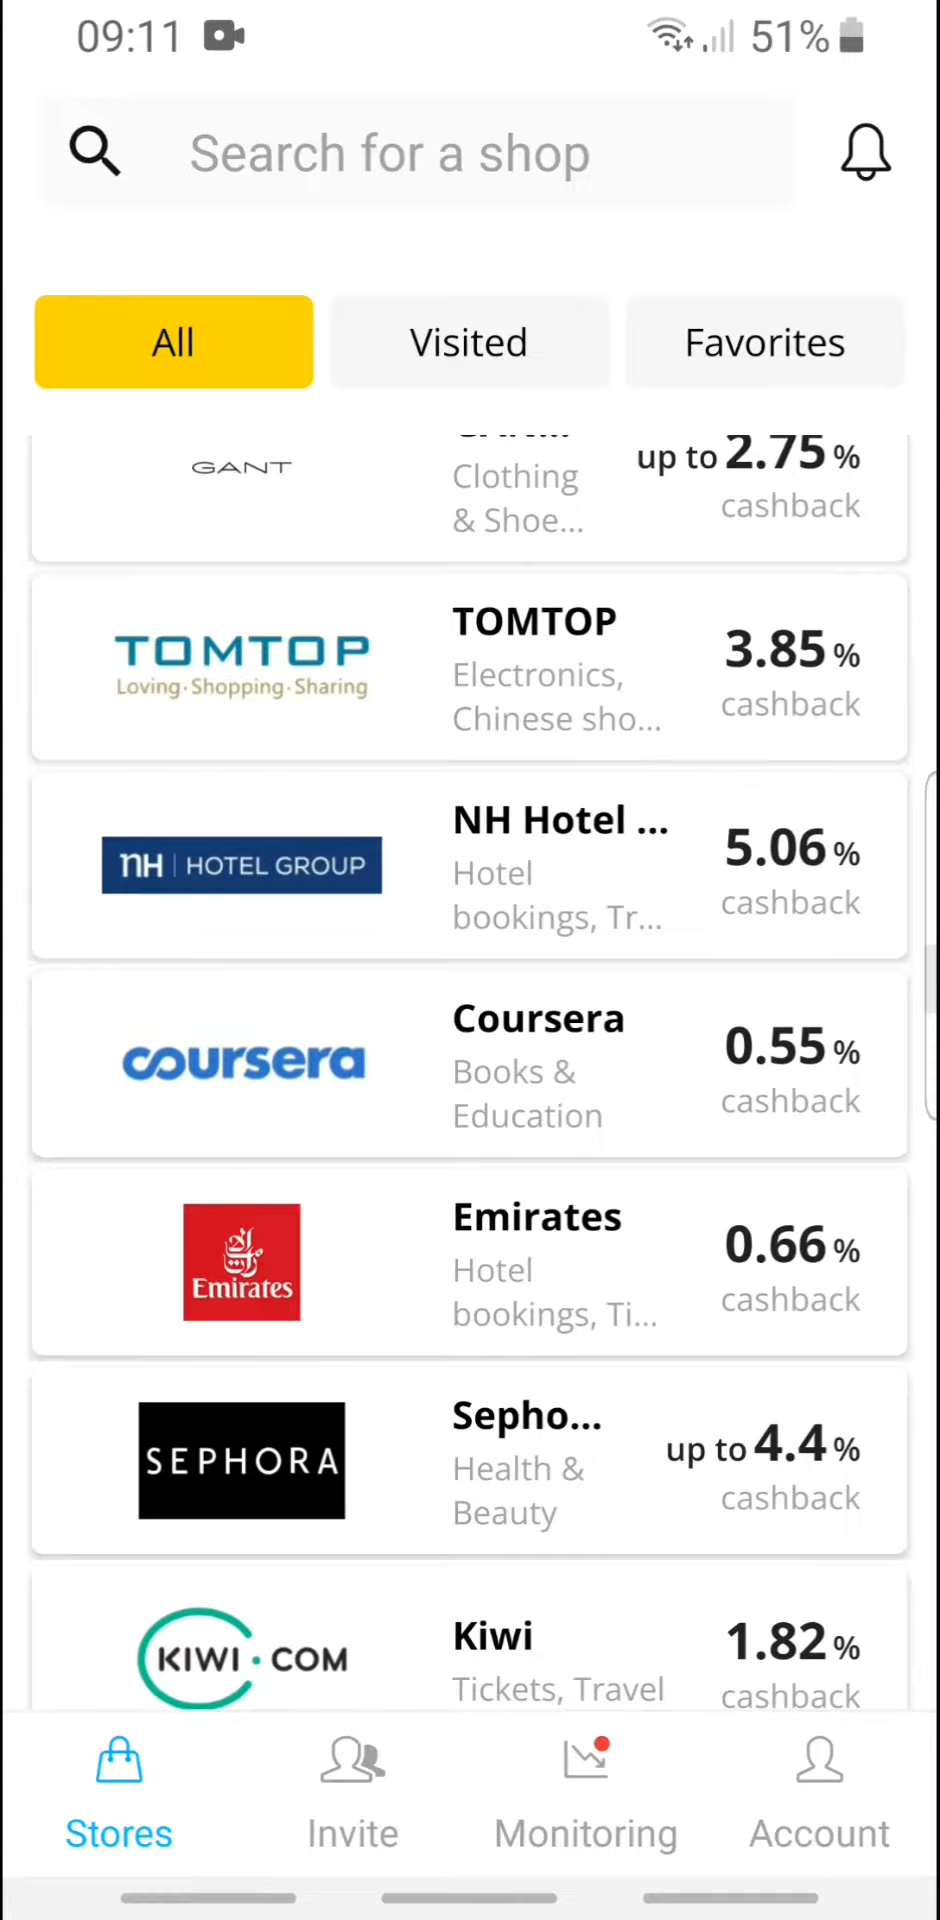 09:11
51%
Search for a shop
All
Visited
Favorites
GANT
Clothing
& Shoe...
up to 2.75 %
cashback
TOMTOP
Loving·Shopping·Sharing
TOMTOP
Electronics,
Chinese sho...
3.85 %
cashback
nH | HOTEL GROUP
NH Hotel ...
Hotel
bookings, Tr...
5.06 %
cashback
coursera
Coursera
Books &
Education
0.55 %
cashback
Emirates
Emirates
Hotel
bookings, Ti...
0.66 %
cashback
SEPHORA
Sepho...
Health &
Beauty
up to 4.4 %
cashback
KIWI·COM
Kiwi
Tickets, Travel
1.82 %
cashback
Stores
Invite
Monitoring
Account